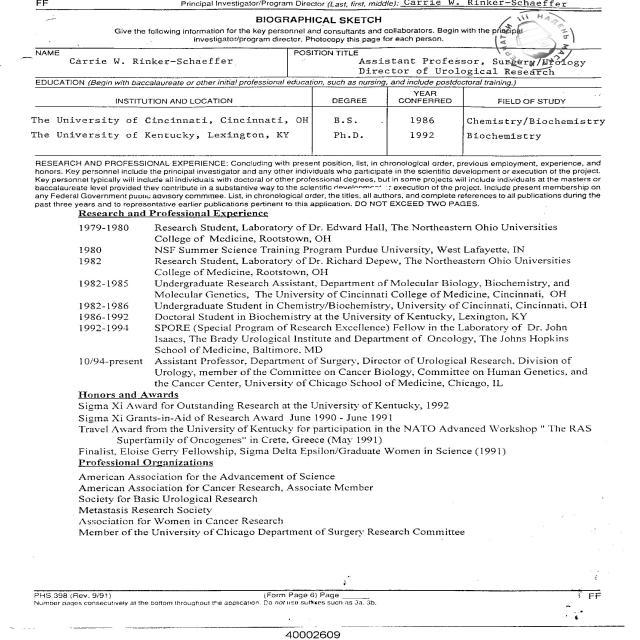 FF Principal Investigator/Program Director (Last, first, middle): Carrie W. Rinker-Schaeffer
BIOGRAPHICAL SKETCH
Give the following information for the key personnel and consultants and collaborators. Begin with the principal
investigator/program director. Photocopy this page for each person.
NAME POSITION TITLE
Carrie W. Rinker-Schaeffer Assistant Professor, Surgery/Urology
Director of Urological Research
EDUCATION (Begin with baccalaureate or other initial professional education, such as nursing, and include postdoctoral training.)
INSTITUTION AND LOCATION DEGREE YEAR CONFERRED FIELD OF STUDY
The University of Cincinnati, Cincinnati, OH B.S. 1986 Chemistry/Biochemistry
The University of Kentucky, Lexington, KY Ph.D. 1992 Biochemistry
RESEARCH AND PROFESSIONAL EXPERIENCE: Concluding with present position, list, in chronological order, previous employment, experience, and
honors. Key personnel include the principal investigator and any other individuals who participate in the scientific development or execution of the project.
Key personnel typically will include all individuals with doctoral or other professional degrees, but in some projects will include individuals at the masters or
baccalaureate level provided they contribute in a substantive way to the scientific development or execution of the project. Include present membership on
any Federal Government public advisory committee. List, in chronological order, the titles, all authors, and complete references to all publications during the
past three years and to representative earlier publications pertinent to this application. DO NOT EXCEED TWO PAGES.
Research and Professional Experience
1979-1980 Research Student, Laboratory of Dr. Edward Hall, The Northeastern Ohio Universities
College of Medicine, Rootstown, OH
1980 NSF Summer Science Training Program Purdue University, West Lafayette, IN
1982 Research Student, Laboratory of Dr. Richard Depew, The Northeastern Ohio Universities
College of Medicine, Rootstown, OH
1982-1985 Undergraduate Research Assistant, Department of Molecular Biology, Biochemistry, and
Molecular Genetics, The University of Cincinnati College of Medicine, Cincinnati, OH
1982-1986 Undergraduate Student in Chemistry/Biochemistry, University of Cincinnati, Cincinnati, OH
1986-1992 Doctoral Student in Biochemistry at the University of Kentucky, Lexington, KY
1992-1994 SPORE (Special Program of Research Excellence) Fellow in the Laboratory of Dr. John
Isaacs, The Brady Urological Institute and Department of Oncology, The Johns Hopkins
School of Medicine, Baltimore, MD
10/94-present Assistant Professor, Department of Surgery, Director of Urological Research, Division of
Urology, member of the Committee on Cancer Biology, Committee on Human Genetics, and
the Cancer Center, University of Chicago School of Medicine, Chicago, IL
Honors and Awards
Sigma Xi Award for Outstanding Research at the University of Kentucky, 1992
Sigma Xi Grants-in-Aid of Research Award June 1990 - June 1991
Travel Award from the University of Kentucky for participation in the NATO Advanced Workshop " The RAS
Superfamily of Oncogenes" in Crete, Greece (May 1991)
Finalist, Eloise Gerry Fellowship, Sigma Delta Epsilon/Graduate Women in Science (1991)
Professional Organizations
American Association for the Advancement of Science
American Association for Cancer Research, Associate Member
Society for Basic Urological Research
Metastasis Research Society
Association for Women in Cancer Research
Member of the University of Chicago Department of Surgery Research Committee
PHS 398 (Rev. 9/91) (Form Page 6) Page FF
Number pages consecutively at the bottom throughout the application. Do not use suffixes such as 3a, 3b.
40002609